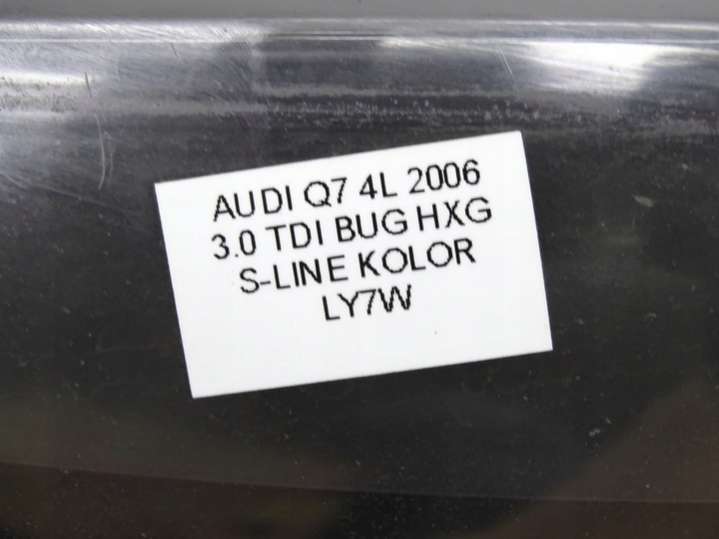 AUDI Q7 4L 2006
3.0 TDI BUG HXG
S-LINE KOLOR
LY7W